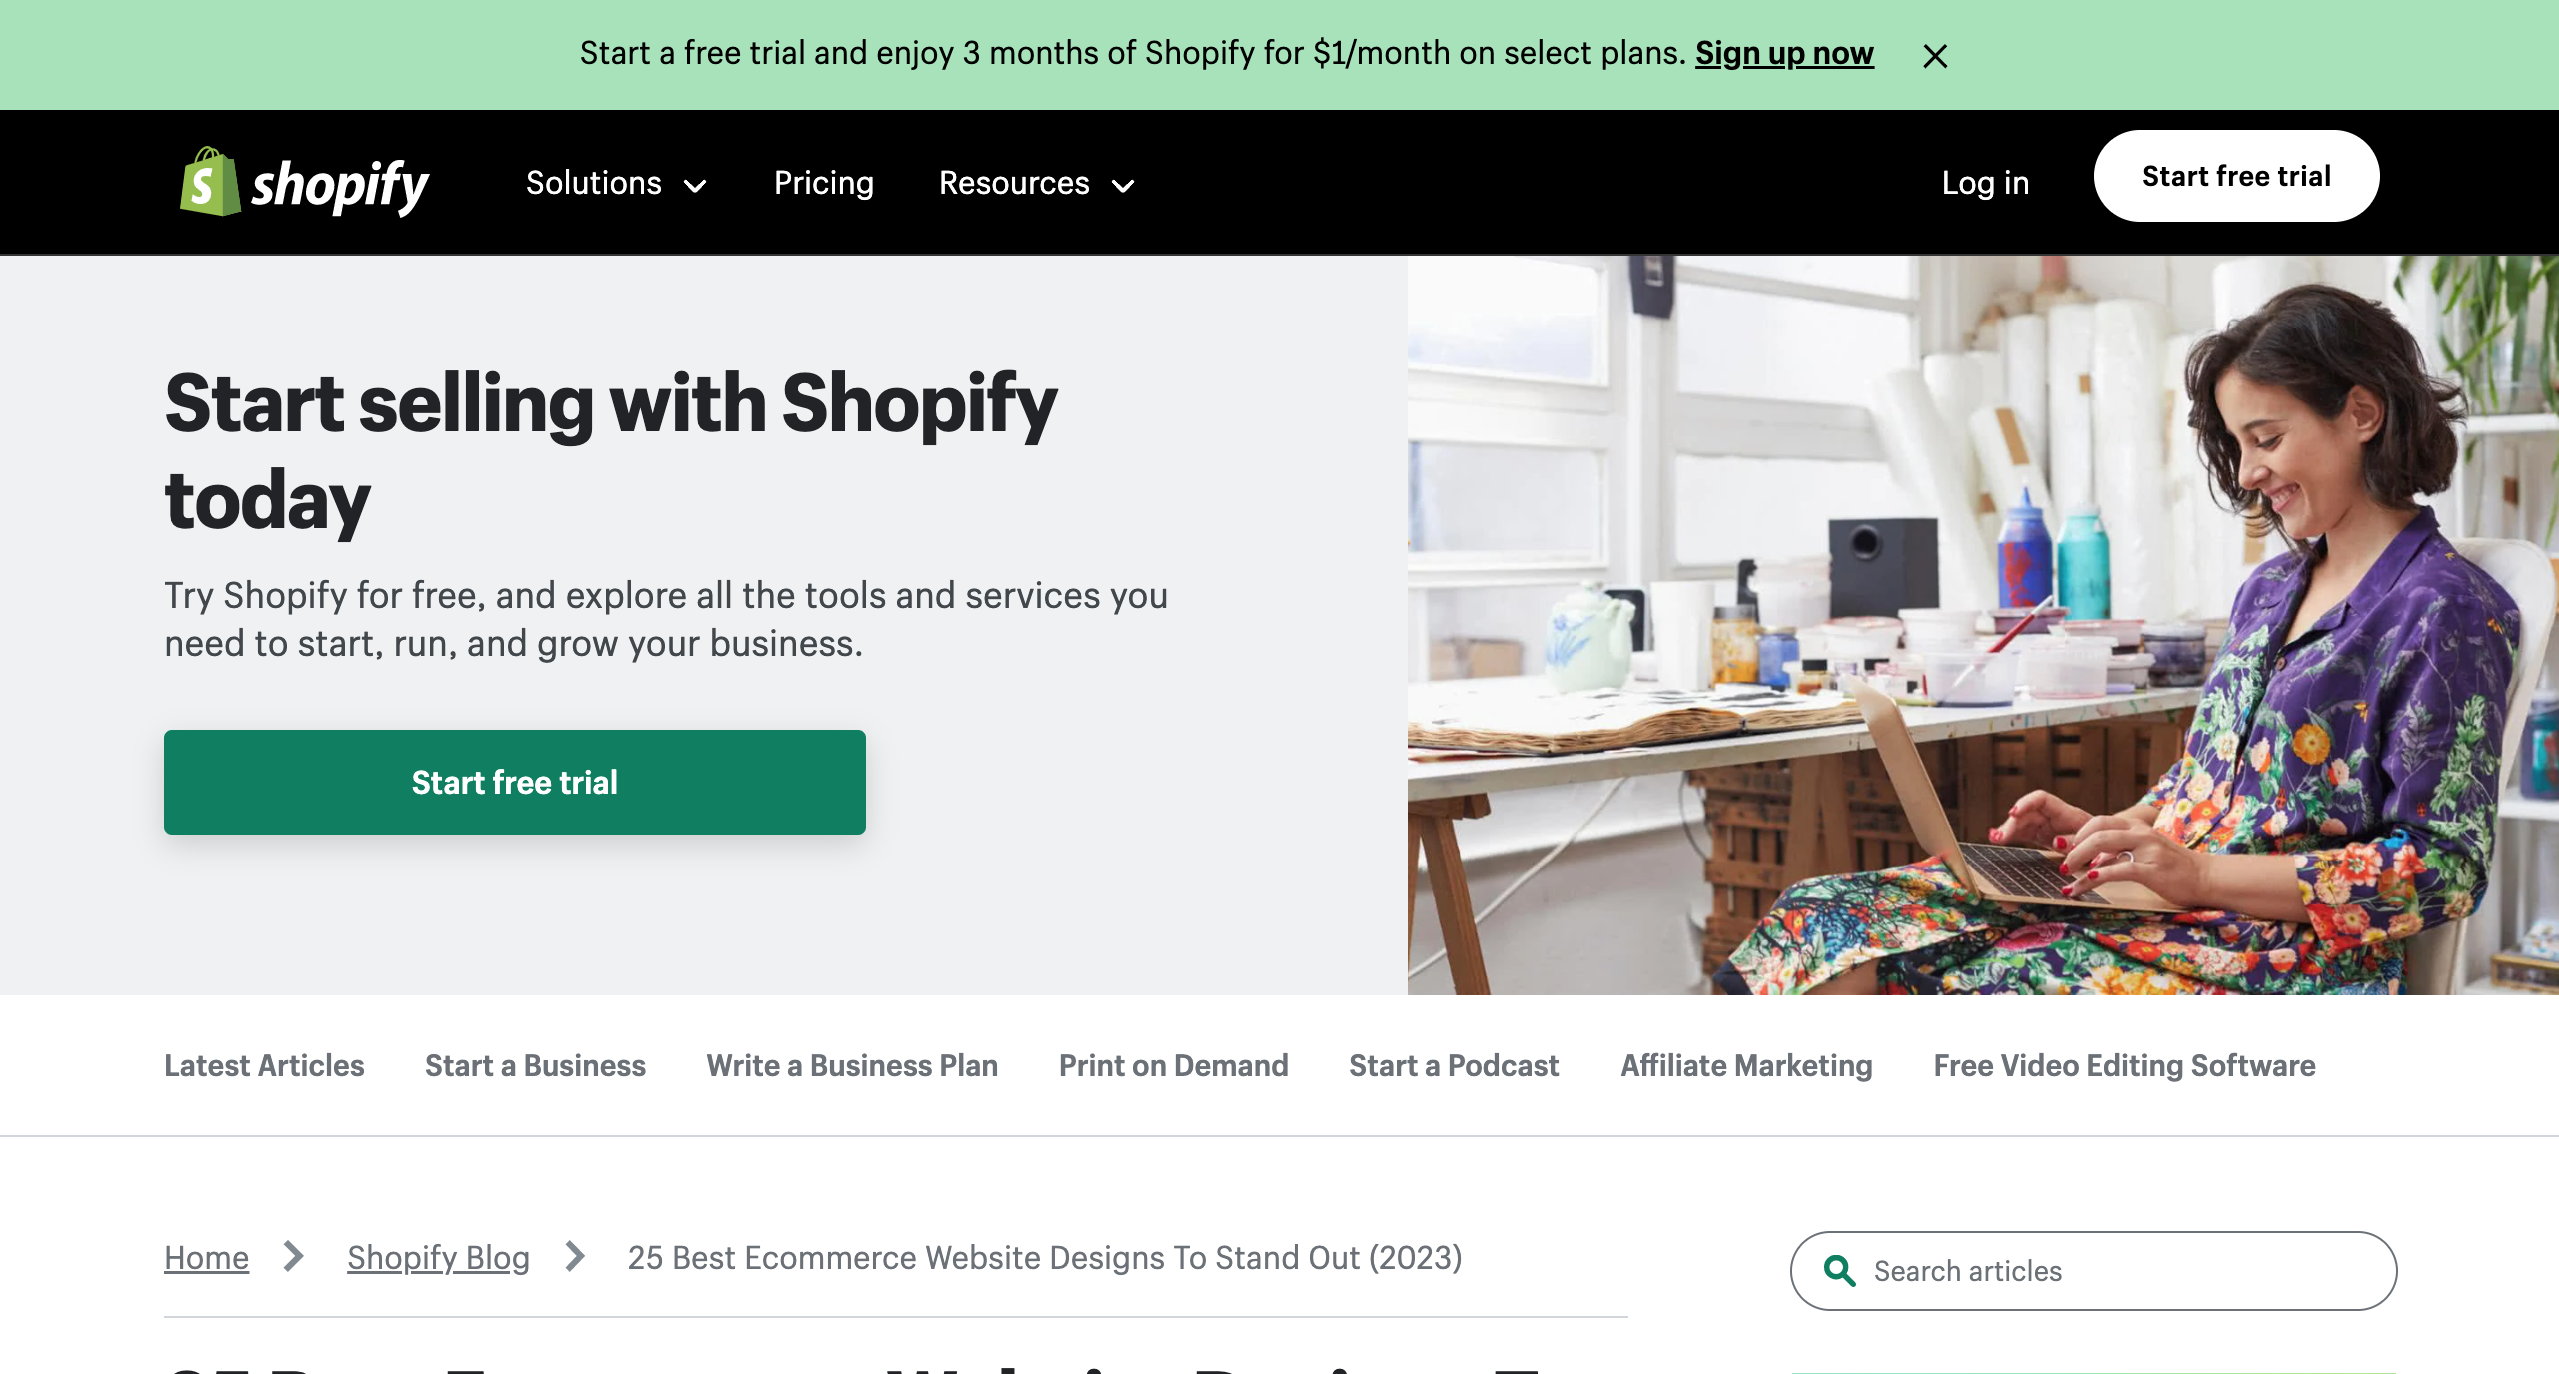 Start a free trial and enjoy 3 months of Shopify for $1/month on select plans. Sign up now
shopify
Solutions
Pricing
Resources
Log in
Start free trial
Start selling with Shopify
today
Try Shopify for free, and explore all the tools and services you
need to start, run, and grow your business.
Start free trial
Latest Articles
Start a Business
Write a Business Plan
Print on Demand
Start a Podcast
Affiliate Marketing
Free Video Editing Software
Home
Shopify Blog
25 Best Ecommerce Website Designs To Stand Out (2023)
Search articles